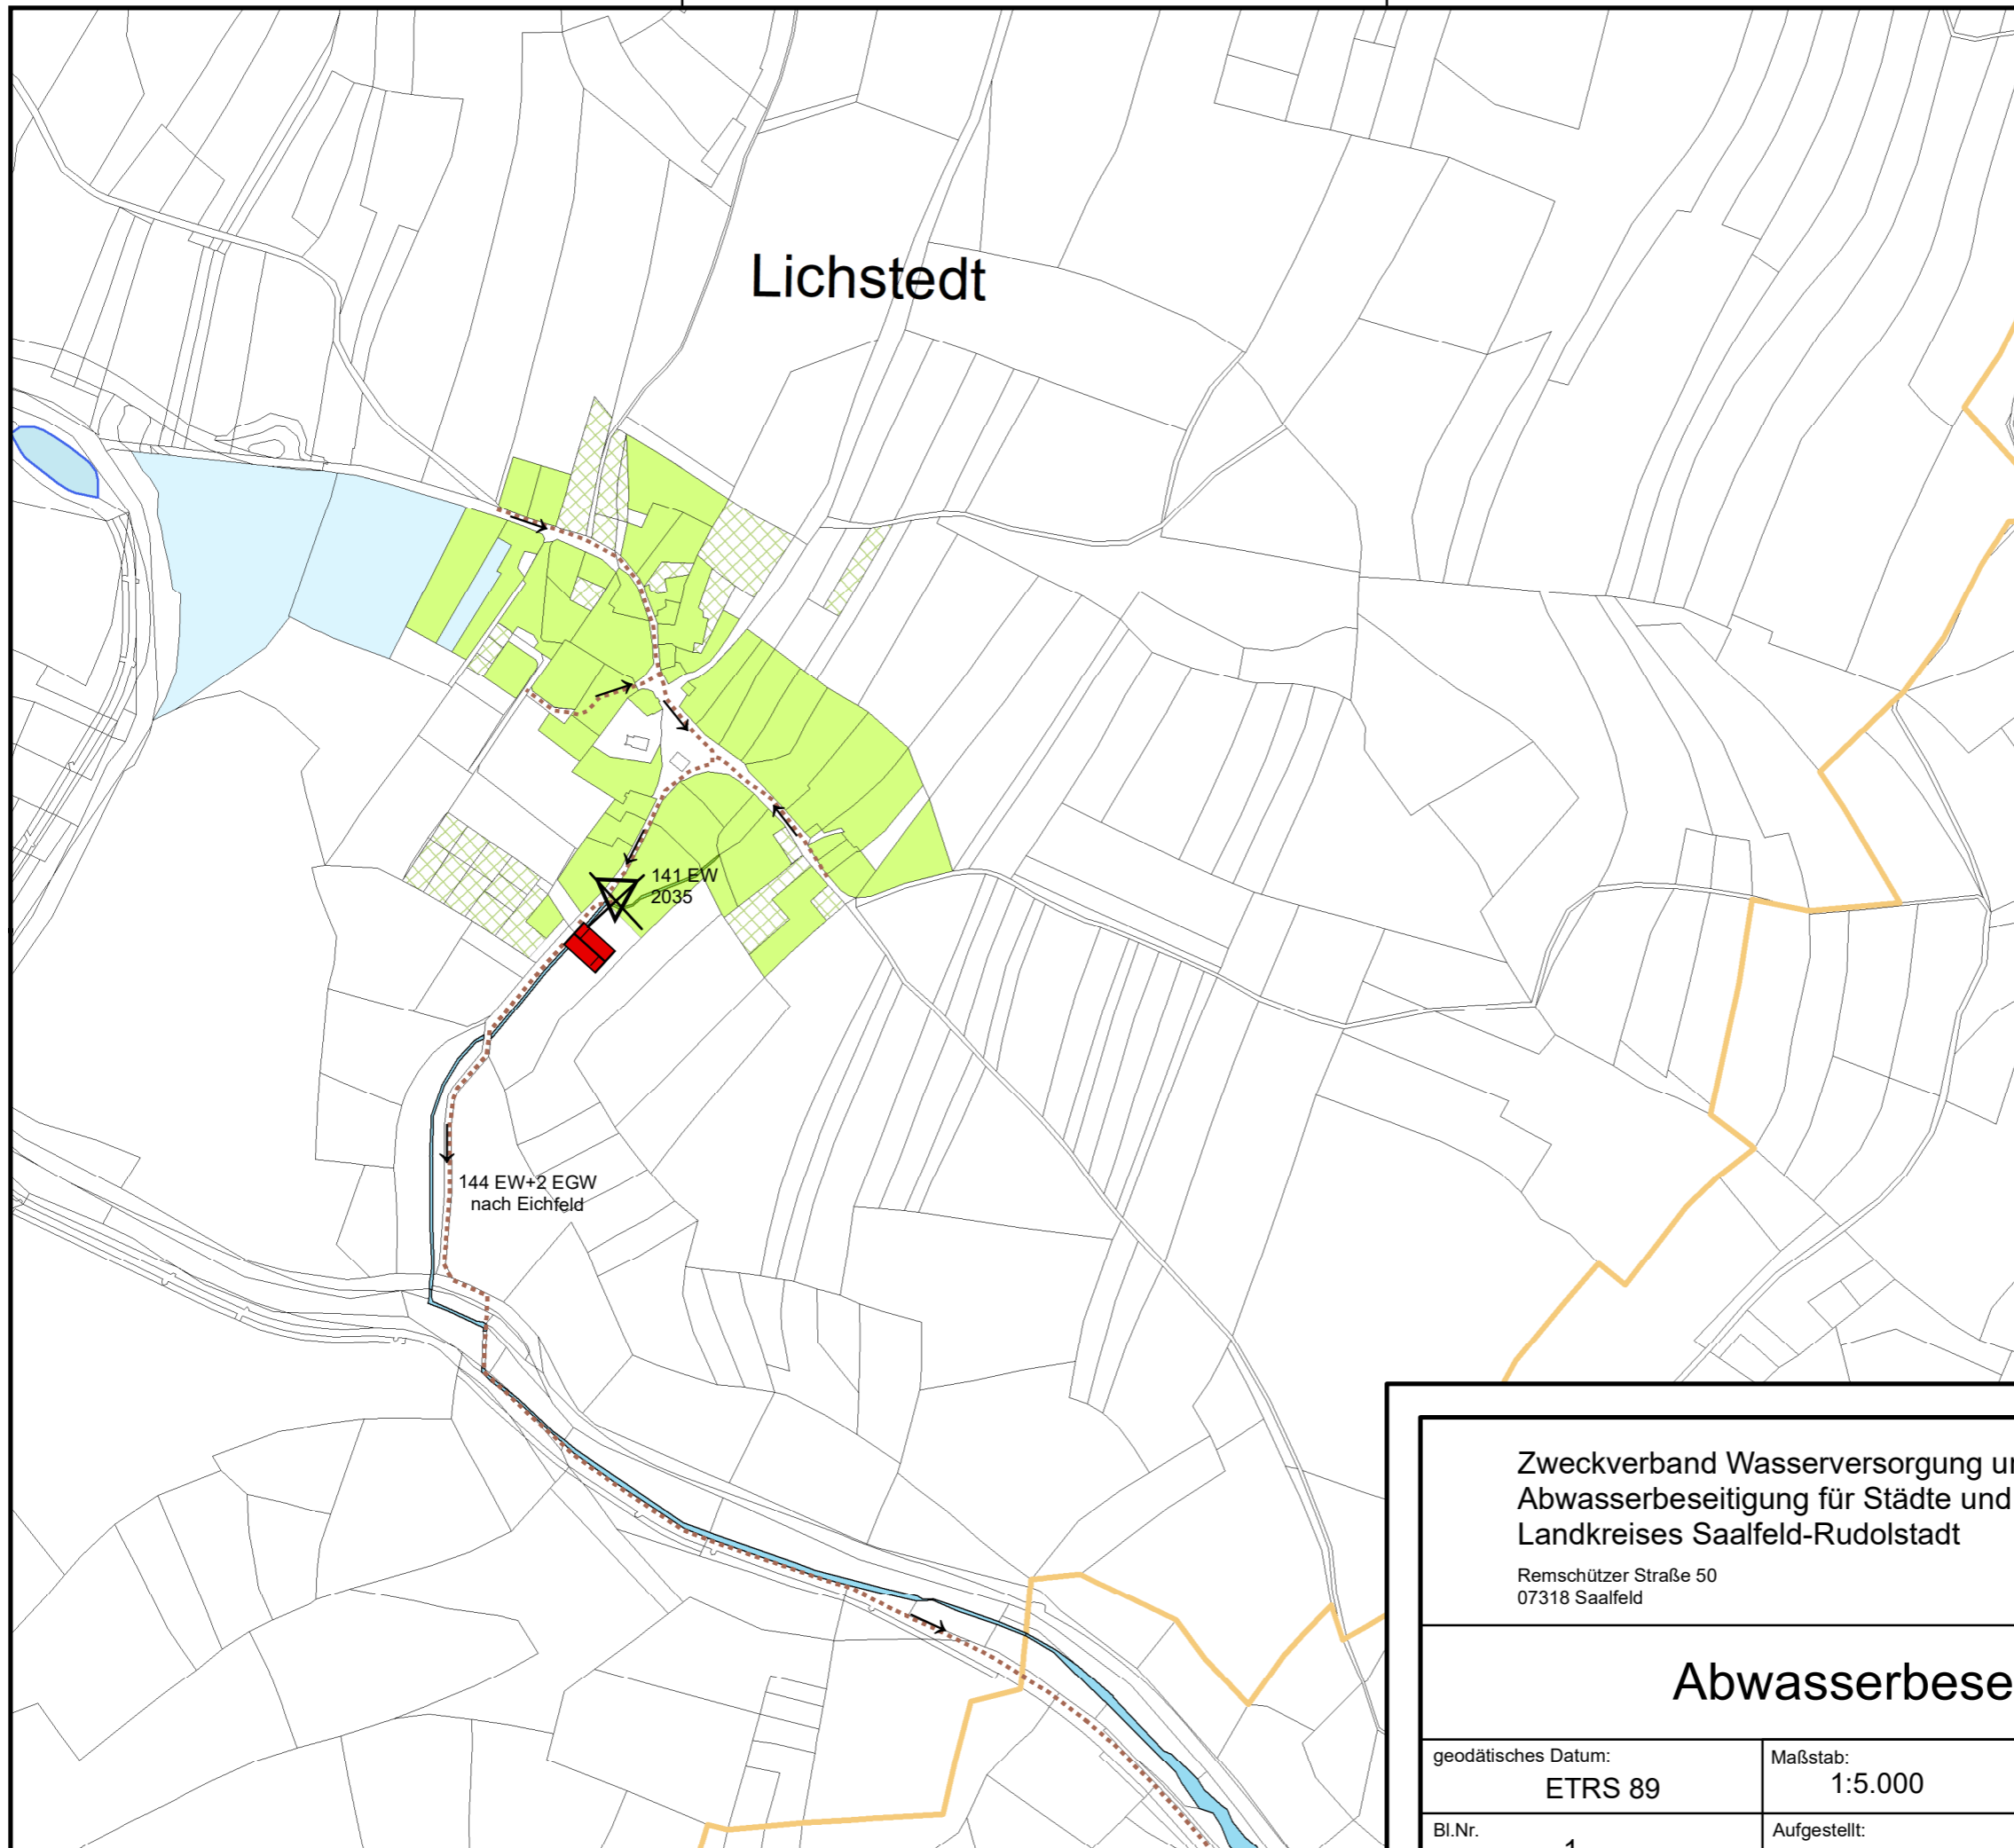 Lichstedt
141 EW
2035
144 EW+2 EGW
nach Eichfeld
Zweckverband Wasserversorgung
Abwasserbeseitigung für Städte und
Landkreises Saalfeld-Rudolstadt
Remschützer Straße 50
07318 Saalfeld
Abwasserbese
geodätisches Datum:
ETRS 89
Maßstab:
1:5.000
Bl.Nr.
Aufgestellt: